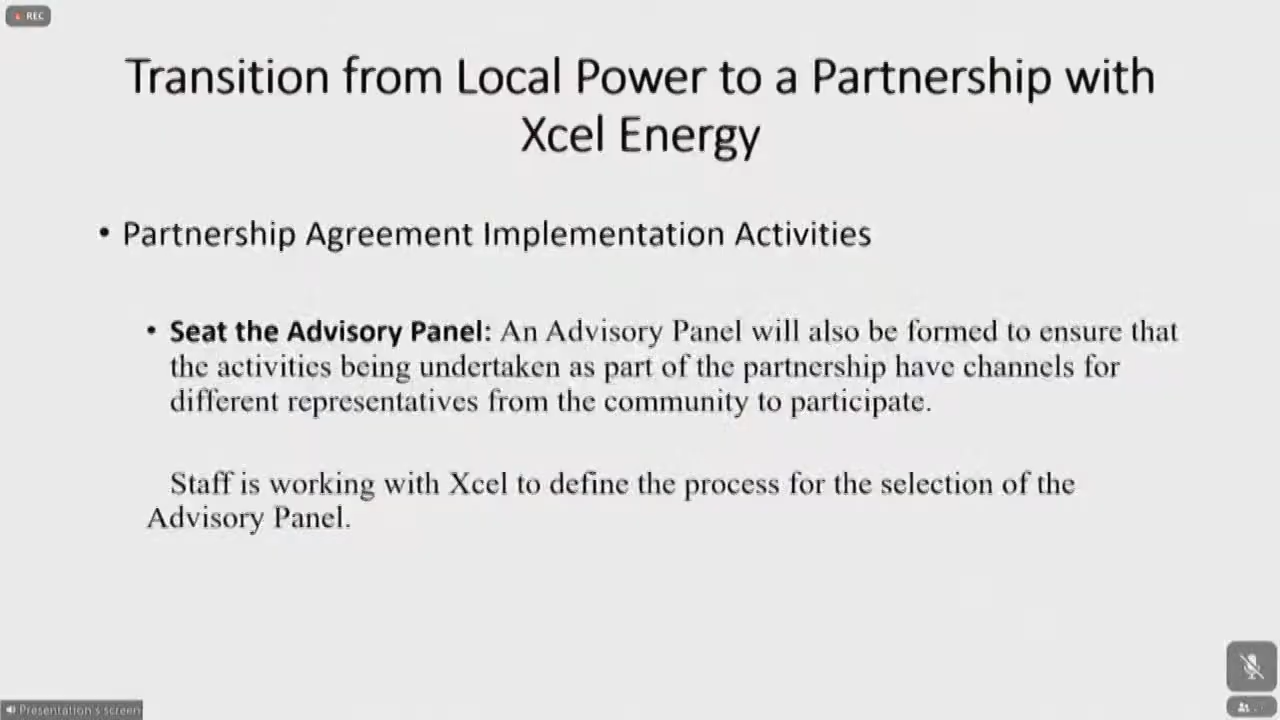 REC
Transition from Local Power to a Partnership with
Xcel Energy
• Partnership Agreement Implementation Activities
• Seat the Advisory Panel: An Advisory Panel will also be formed to ensure that
the activities being undertaken as part of the partnership have channels for
different representatives from the community to participate.
Staff is working with Xcel to define the process for the selection of the
Advisory Panel.
Presentation's screen